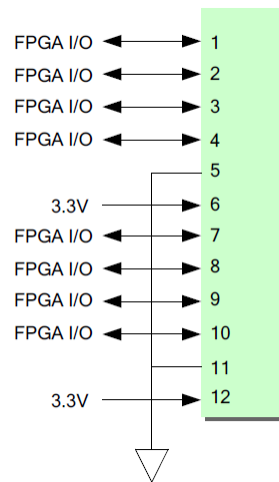 FPGA I/O 1
FPGA I/O 2
FPGA I/O 3
FPGA I/O 4
5
3.3V 6
FPGA I/O 7
FPGA I/O 8
FPGA I/O 9
FPGA I/O 10
11
3.3V 12